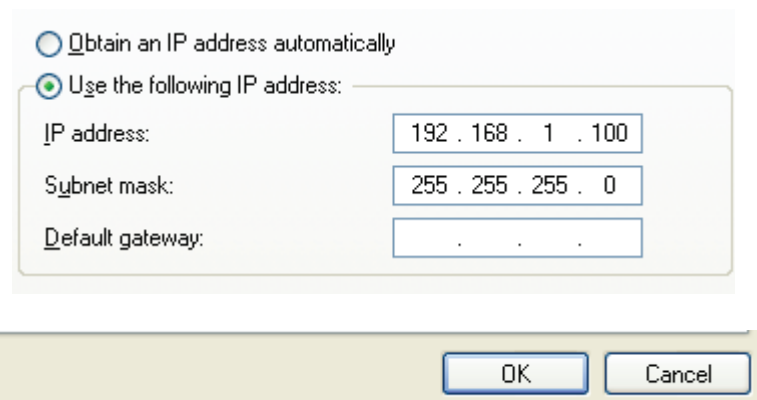 Obtain an IP address automatically
Use the following IP address:
IP address: 192 . 168 . 1 . 100
Subnet mask: 255 . 255 . 255 . 0
Default gateway: . . .
OK Cancel